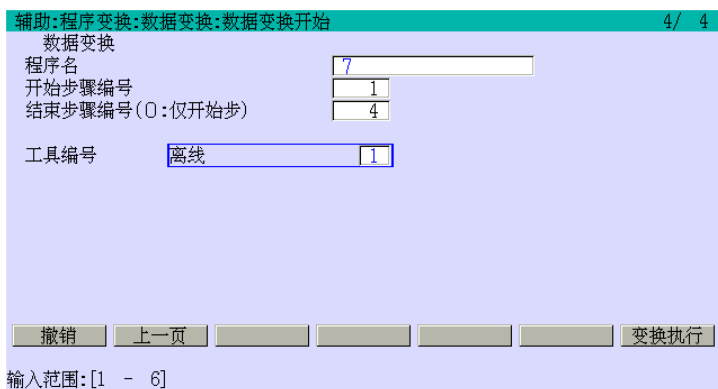 辅助:程序变换:数据变换:数据变换开始 4/ 4
数据变换
程序名 7
开始步骤编号 1
结束步骤编号(0:仅开始步) 4
工具编号 离线 1
撤销 上一页 变换执行
输入范围:[1 - 6]